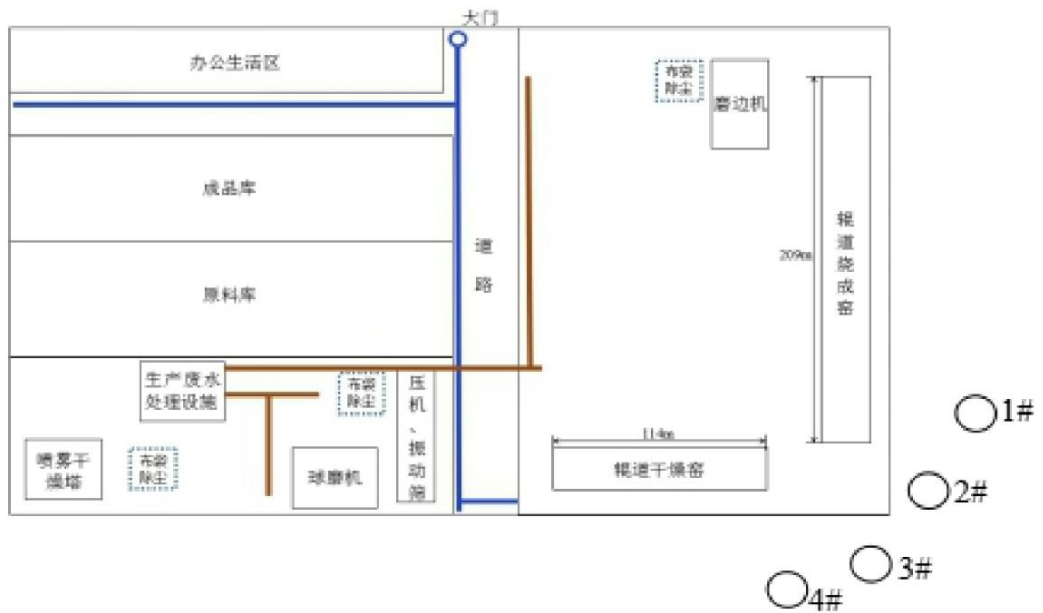 大门
办公生活区
布袋
除尘
磨边机
成品库
道
路
209m
辊
道
烧
成
窑
原料库
生产废水
处理设施
布袋
除尘
压
机
、
振
动
筛
1#
114m
喷雾干
燥塔
布袋
除尘
球磨机
辊道干燥窑
2#
3#
4#